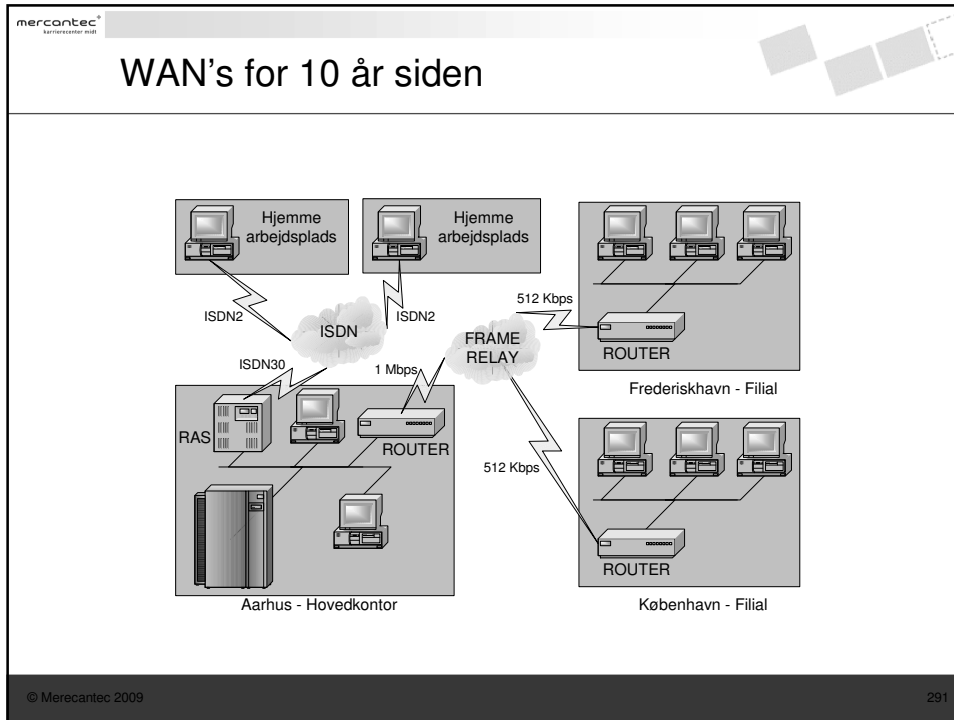 mercantec+
karrierecenter midt
WAN's for 10 år siden
Hjemme
arbejdsplads
Hjemme
arbejdsplads
ISDN2
ISDN
ISDN2
512 Kbps
FRAME
RELAY
ROUTER
ISDN30
1 Mbps
Frederiskhavn - Filial
RAS
ROUTER
512 Kbps
ROUTER
Aarhus - Hovedkontor
København - Filial
© Merecantec 2009
291